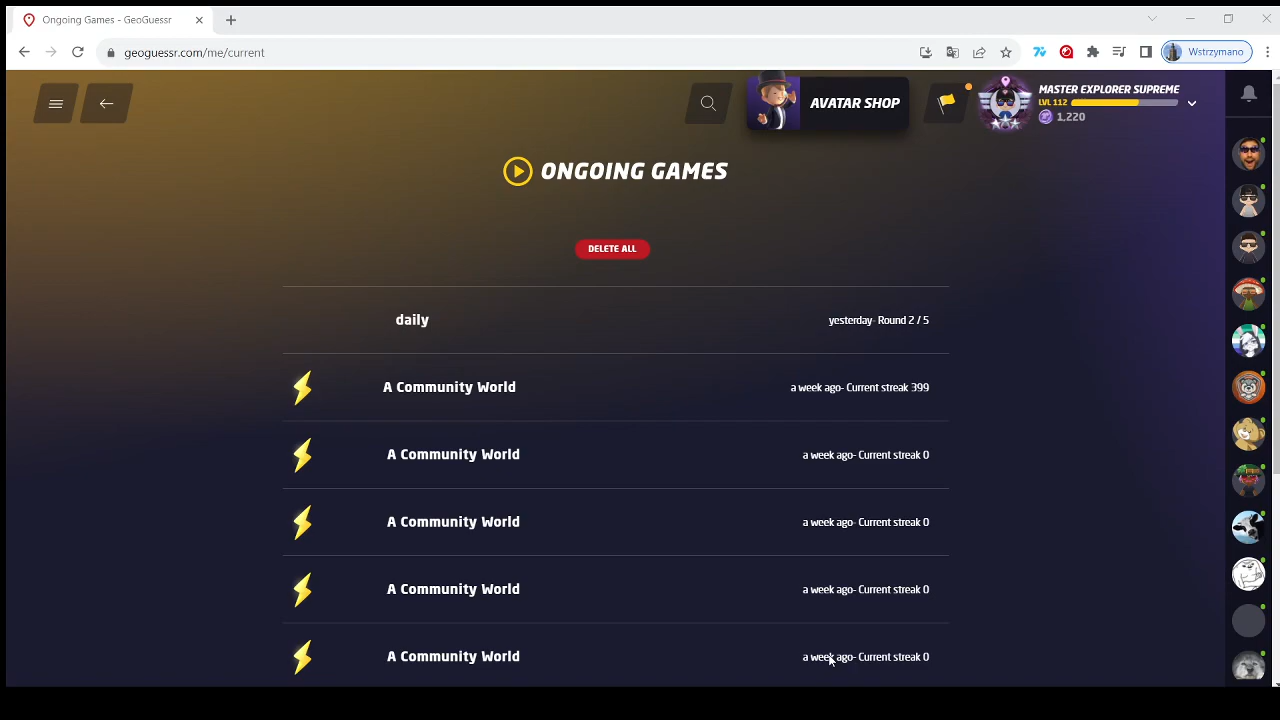 Ongoing Games - GeoGuessr
geoguessr.com/me/current
Wstrzymano
AVATAR SHOP
MASTER EXPLORER SUPREME
LVL 112
1,220
ONGOING GAMES
DELETE ALL
daily yesterday- Round 2 / 5
A Community World a week ago- Current streak 399
A Community World a week ago- Current streak 0
A Community World a week ago- Current streak 0
A Community World a week ago- Current streak 0
A Community World a week ago- Current streak 0